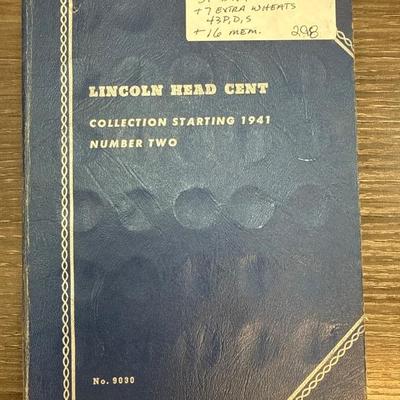 +7 EXTRA WHEATS
43P,D,S
+16 MEM. 298
LINCOLN HEAD CENT
COLLECTION STARTING 1941
NUMBER TWO
No. 9030